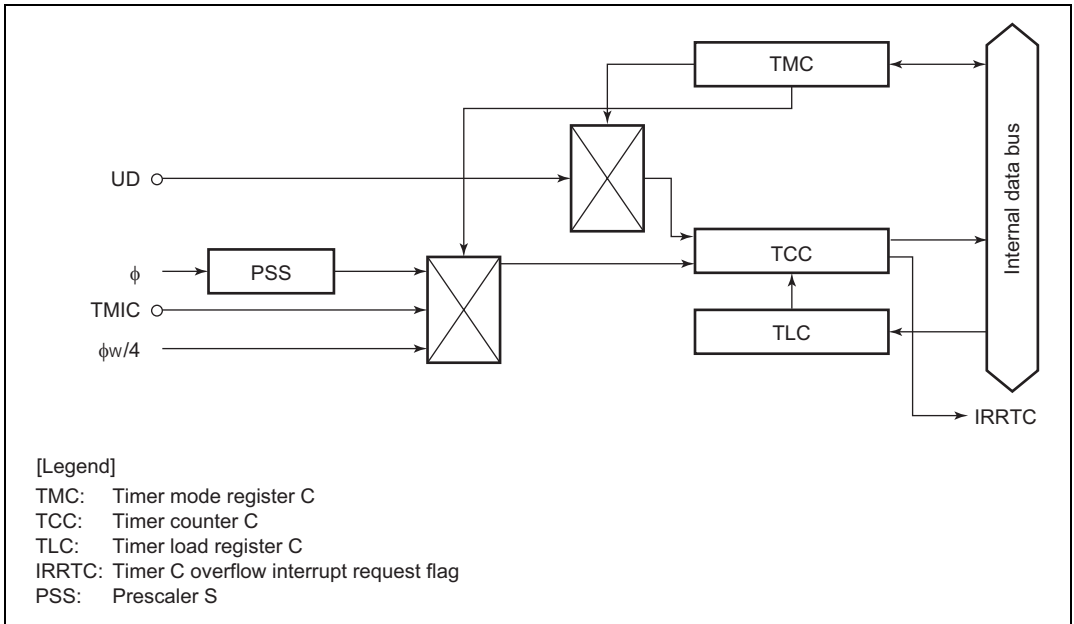 TMC
Internal data bus
UD
TCC
ϕ
PSS
TMIC
TLC
ϕw/4
IRRTC
[Legend]
TMC: Timer mode register C
TCC: Timer counter C
TLC: Timer load register C
IRRTC: Timer C overflow interrupt request flag
PSS: Prescaler S